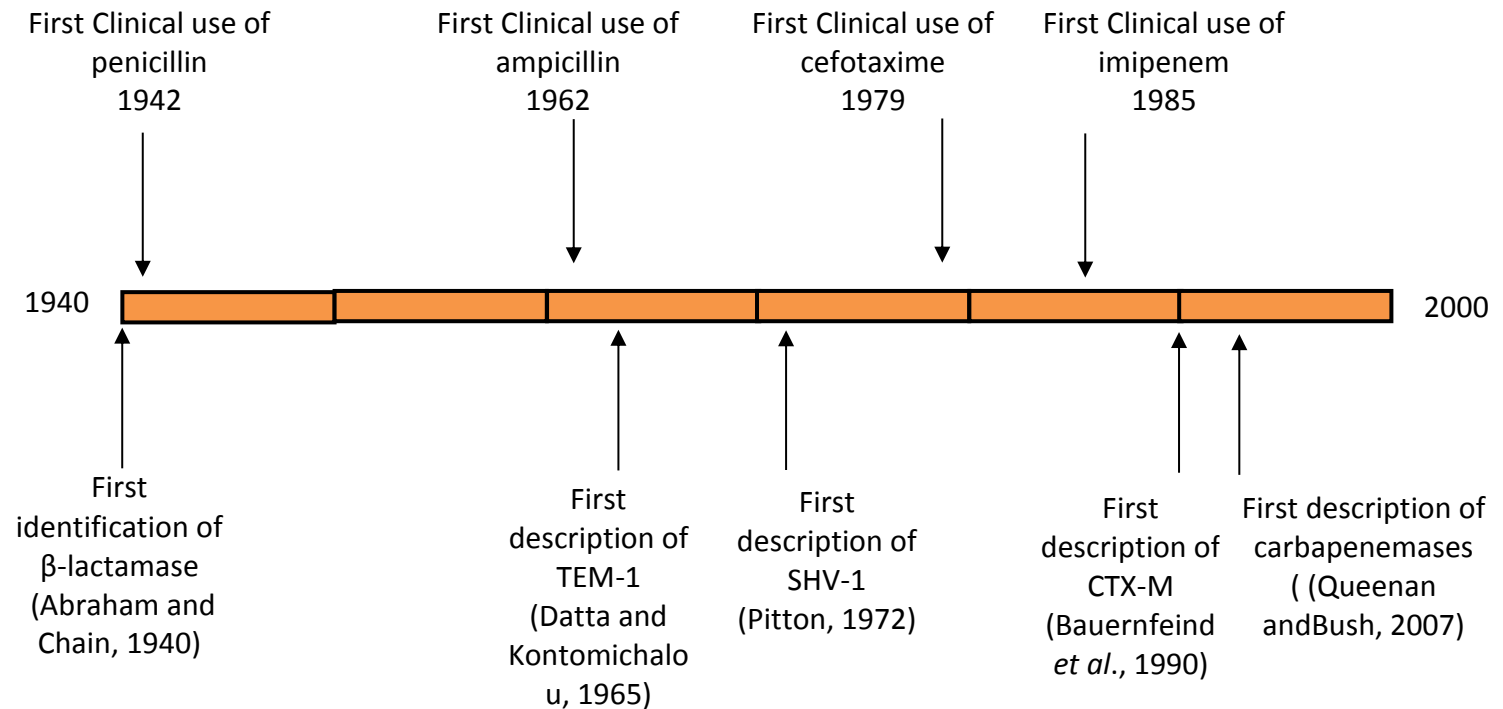 First Clinical use of
penicillin
1942
First Clinical use of
ampicillin
1962
First Clinical use of
cefotaxime
1979
First Clinical use of
imipenem
1985
1940
2000
First
identification of
β-lactamase
(Abraham and
Chain, 1940)
First
description of
TEM-1
(Datta and
Kontomichalo
u, 1965)
First
description of
SHV-1
(Pitton, 1972)
First
description of
CTX-M
(Bauernfeind
et al., 1990)
First description of
carbapenemases
( (Queenan
andBush, 2007)